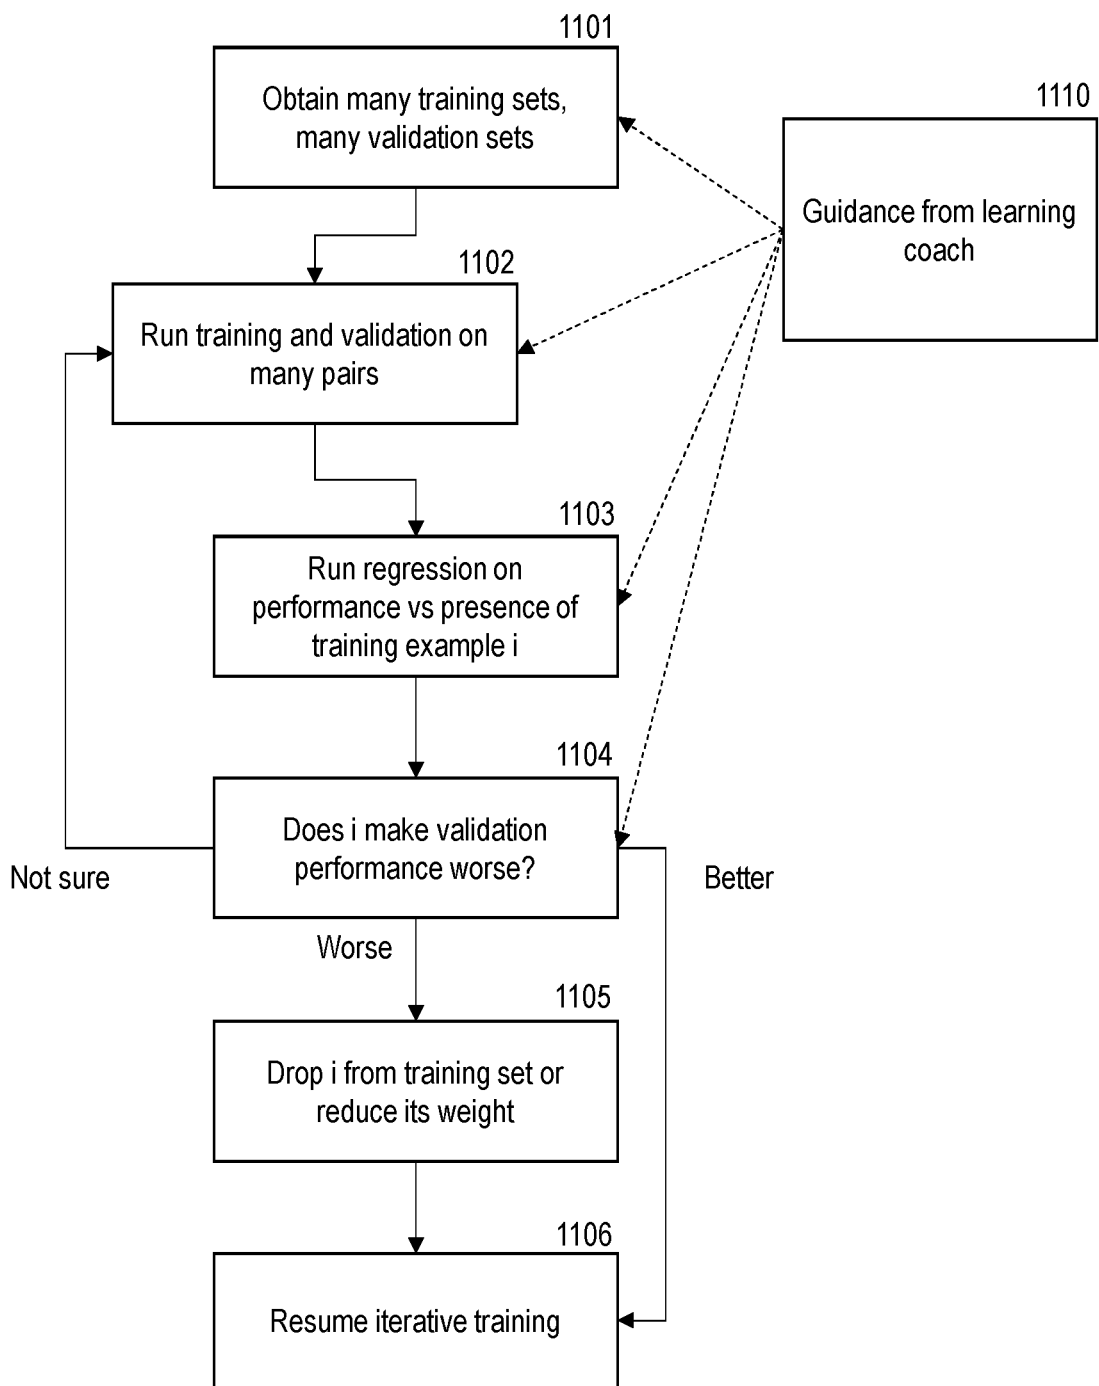 1101
Obtain many training sets,
many validation sets
1110
Guidance from learning
coach
1102
Run training and validation on
many pairs
1103
Run regression on
performance vs presence of
training example i
1104
Does i make validation
performance worse?
Not sure
Better
Worse
1105
Drop i from training set or
reduce its weight
1106
Resume iterative training